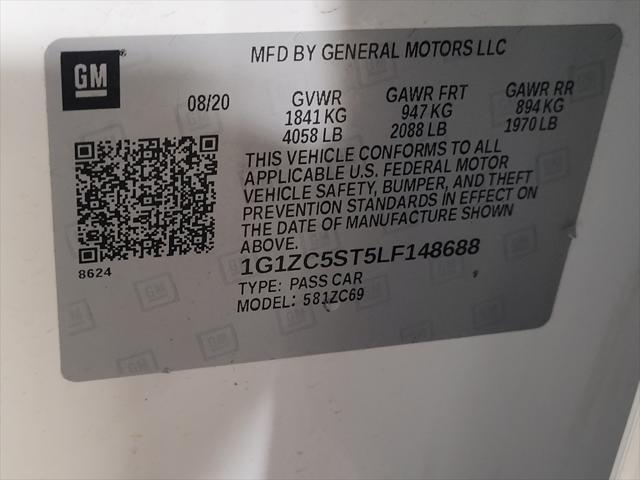 GM
MFD BY GENERAL MOTORS LLC
08/20 GVWR GAWR FRT GAWR RR
1841 KG 947 KG 894 KG
4058 LB 2088 LB 1970 LB
THIS VEHICLE CONFORMS TO ALL
APPLICABLE U.S. FEDERAL MOTOR
VEHICLE SAFETY, BUMPER, AND THEFT
PREVENTION STANDARDS IN EFFECT ON
THE DATE OF MANUFACTURE SHOWN
ABOVE.
8624
1G1ZC5ST5LF148688
TYPE: PASS CAR
MODEL: 581ZC69